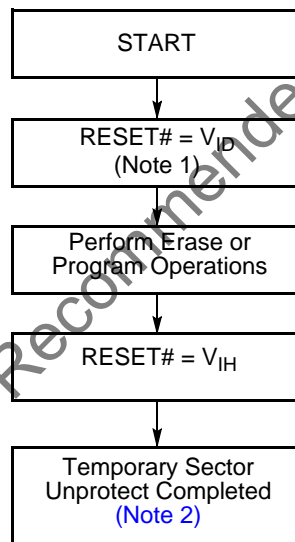 START
RESET# = VID
(Note 1)
Perform Erase or
Program Operations
RESET# = VIH
Temporary Sector
Unprotect Completed
(Note 2)